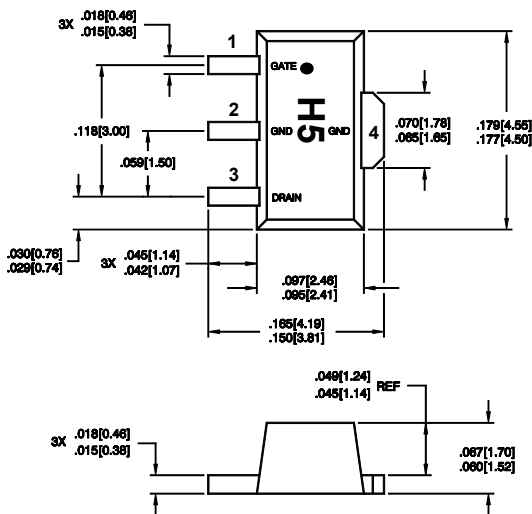 3X .018[0.46]
.015[0.38]
1
GATE
.118[3.00]
2
GND
H5
GND
4
.070[1.78]
.065[1.65]
.179[4.55]
.177[4.50]
.059[1.50]
3
DRAIN
.030[0.76]
.029[0.74]
3X .045[1.14]
.042[1.07]
.097[2.46]
.095[2.41]
.165[4.19]
.150[3.81]
.049[1.24]
.045[1.14] REF
3X .018[0.46]
.015[0.38]
.067[1.70]
.060[1.52]